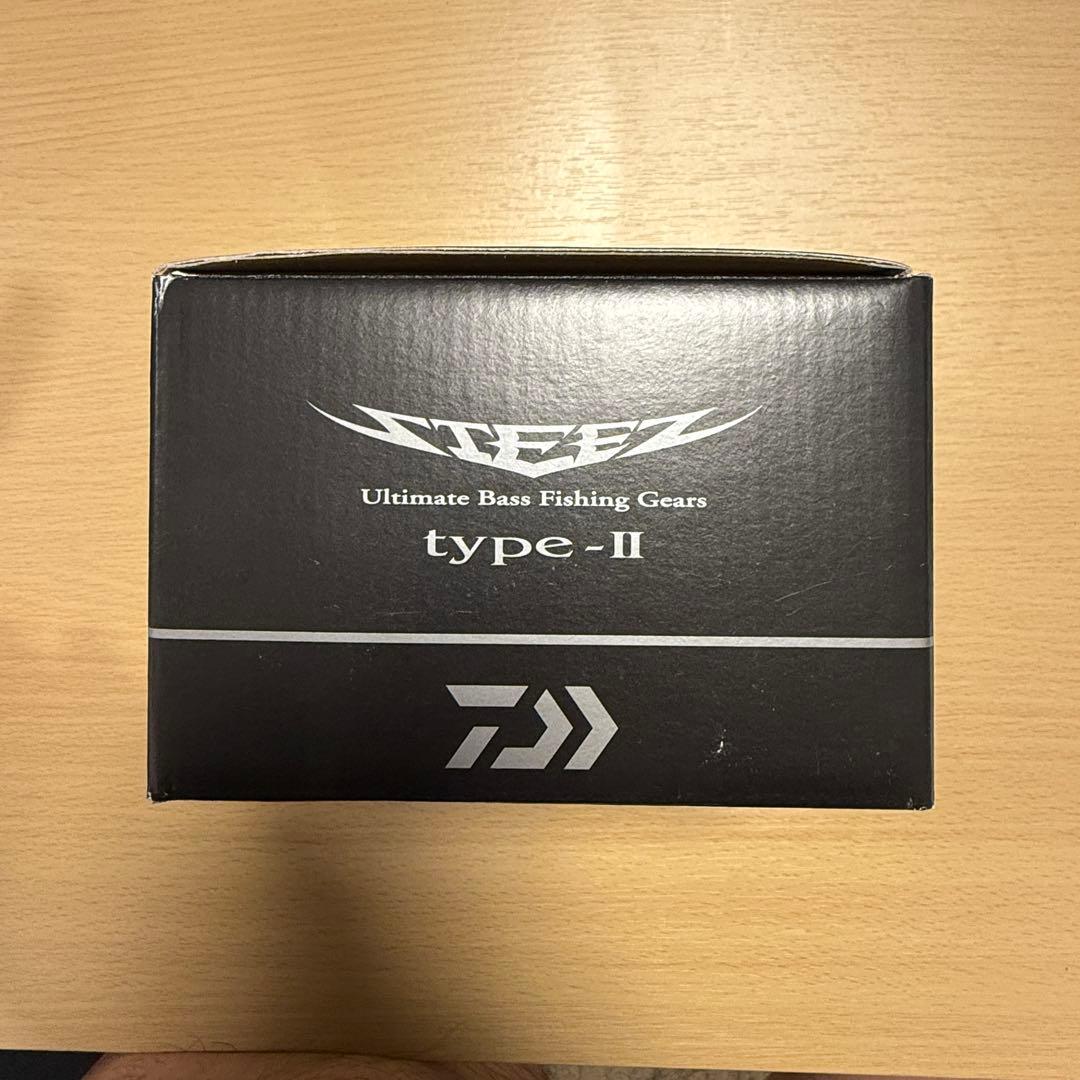 STEEZ
Ultimate Bass Fishing Gears
type-II